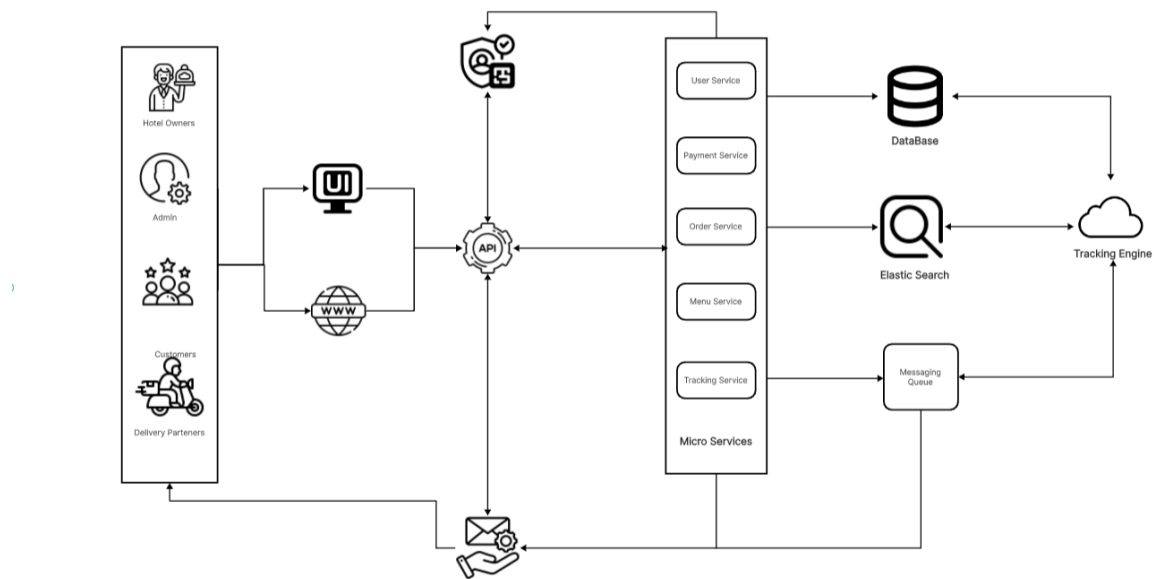 Hotel Owners
Admin
Customers
Delivery Parteners
UI
WWW
API
User Service
Payment Service
Order Service
Menu Service
Tracking Service
Micro Services
DataBase
Elastic Search
Messaging
Queue
Tracking Engine
)